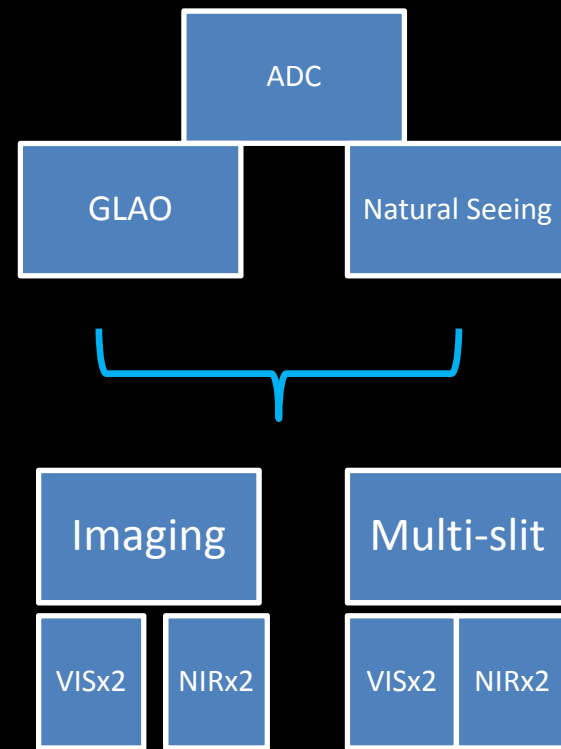 ADC
GLAO
Natural Seeing
Imaging
Multi-slit
VISx2
NIRx2
VISx2
NIRx2